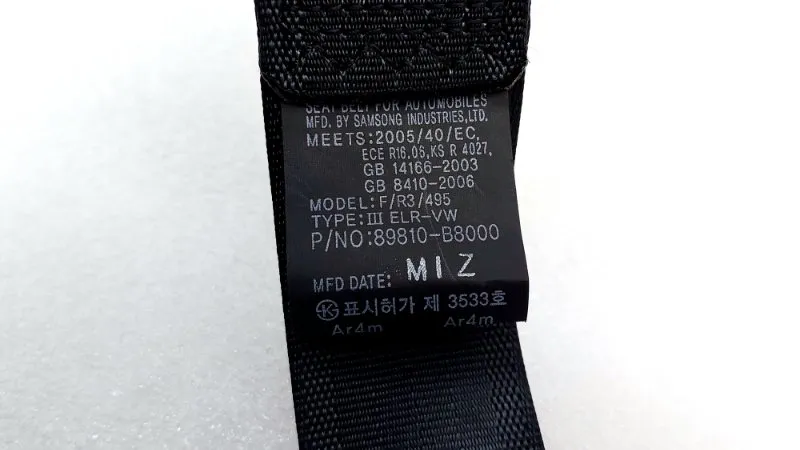 SEAT BELT FOR AUTOMOBILES
MFD. BY SAMSONG INDUSTRIES,LTD.
MEETS:2005/40/EC,
ECE R16.06,KS R 4027,
GB 14166-2003
GB 8410-2006
MODEL:F/R3/495
TYPE:Ⅲ ELR-VW
P/NO:89810-B8000
MFD DATE: MIZ
표시허가 제 3533호
Ar4m Ar4m